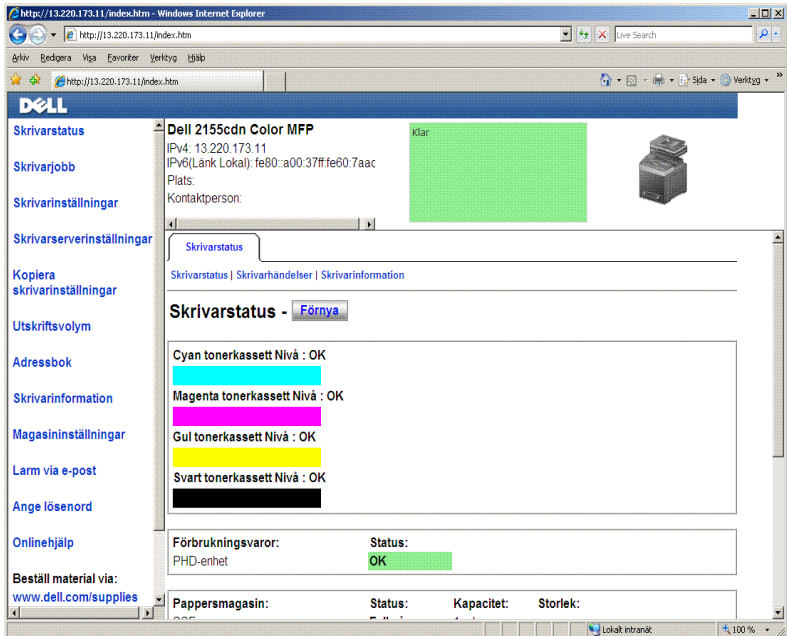 http://13.220.173.11/index.htm - Windows Internet Explorer
http://13.220.173.11/index.htm
Live Search
Arkiv Redigera Visa Favoriter Verktyg Hjälp
http://13.220.173.11/index.htm
Sida Verktyg
DELL
Skrivarstatus
Skrivarjobb
Skrivarinställningar
Skrivarserverinställningar
Kopiera
skrivarinställningar
Utskriftsvolym
Adressbok
Skrivarinformation
Magasininställningar
Larm via e-post
Ange lösenord
Onlinehjälp
Beställ material via:
www.dell.com/supplies
Dell 2155cdn Color MFP
IPv4: 13.220.173.11
IPv6(Länk Lokal): fe80::a00:37ff:fe60:7aac
Plats:
Kontaktperson:
Klar
Skrivarstatus
Skrivarstatus | Skrivarhändelser | Skrivarinformation
Skrivarstatus - Förnya
Cyan tonerkassett Nivå : OK
Magenta tonerkassett Nivå : OK
Gul tonerkassett Nivå : OK
Svart tonerkassett Nivå : OK
Förbrukningsvaror: Status:
PHD-enhet OK
Pappersmagasin: Status: Kapacitet: Storlek:
Lokalt intranät 100 %